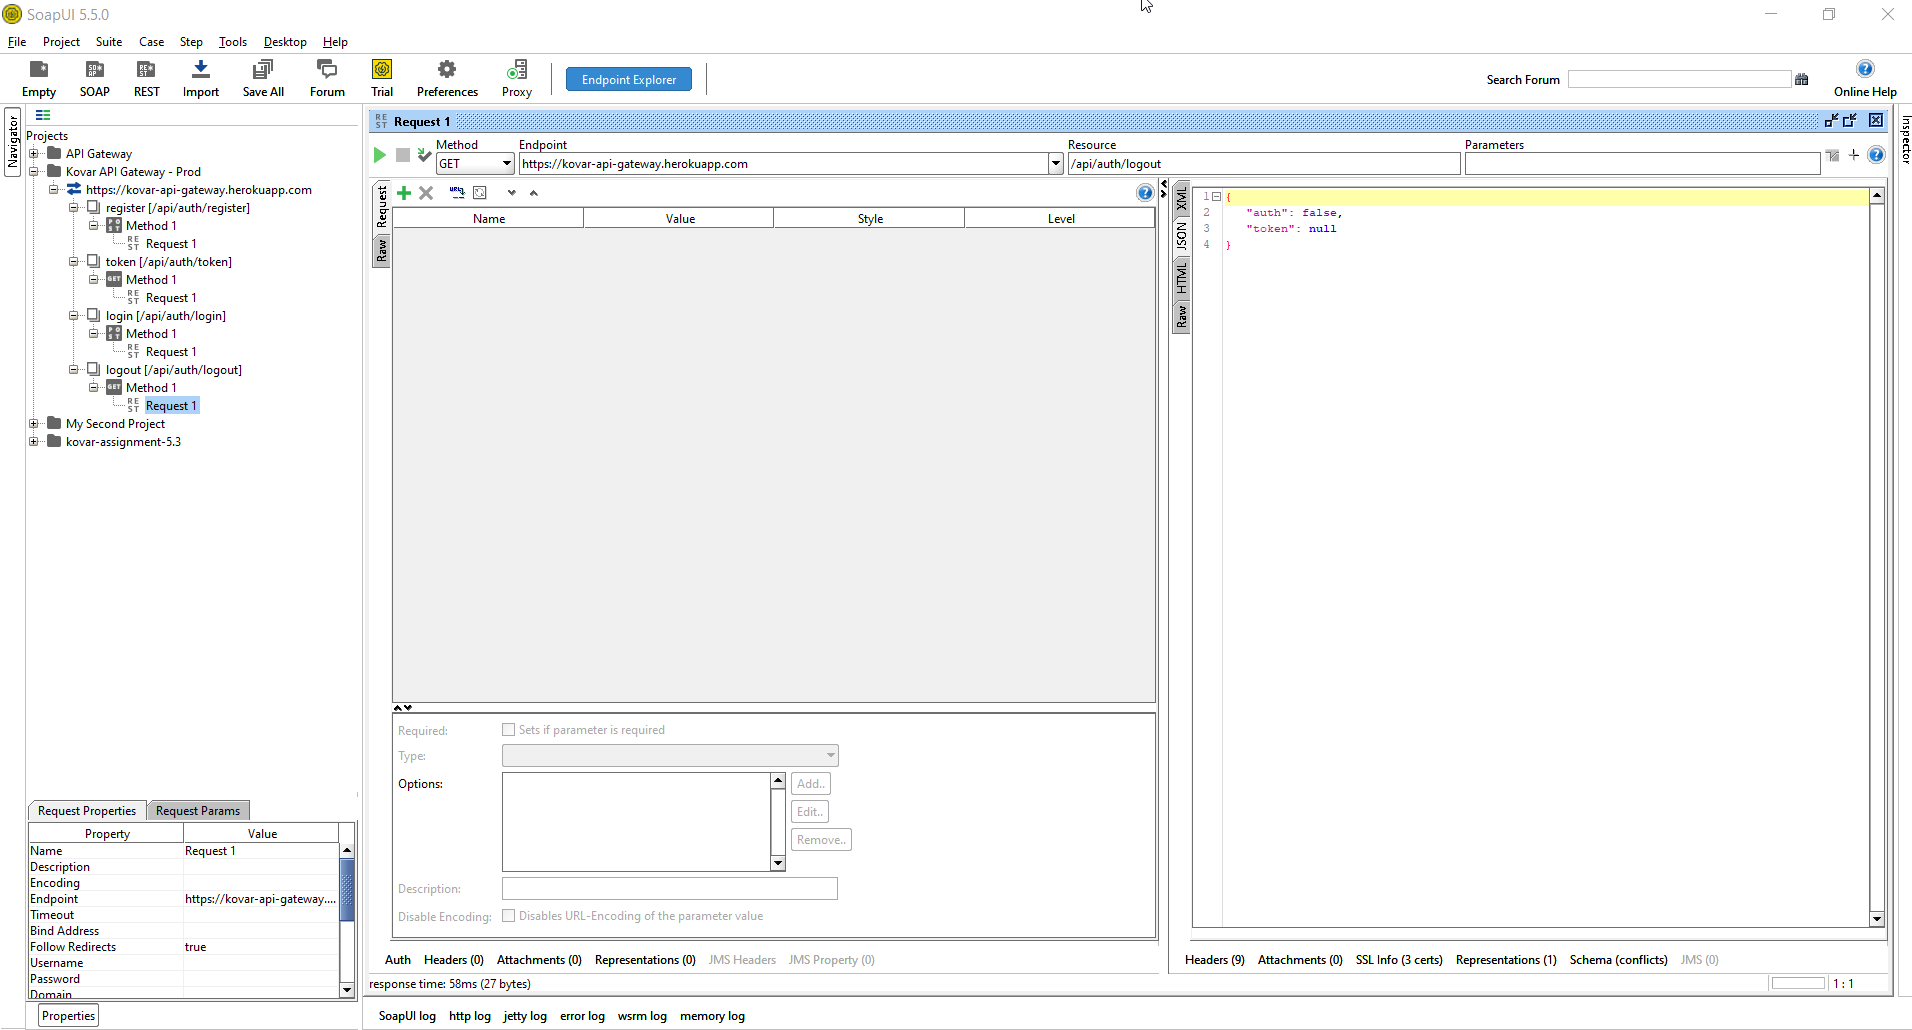 SoapUI 5.5.0
File Project Suite Case Step Tools Desktop Help
Empty SOAP REST Import Save All Forum Trial Preferences Proxy Endpoint Explorer Search Forum Online Help
Navigator
Projects
API Gateway
Kovar API Gateway - Prod
https://kovar-api-gateway.herokuapp.com
register [/api/auth/register]
POST Method 1
REST Request 1
token [/api/auth/token]
GET Method 1
REST Request 1
login [/api/auth/login]
POST Method 1
REST Request 1
logout [/api/auth/logout]
GET Method 1
REST Request 1
My Second Project
kovar-assignment-5.3
Request Properties Request Params
Property Value
Name Request 1
Description
Encoding
Endpoint https://kovar-api-gateway....
Timeout
Bind Address
Follow Redirects true
Username
Password
Domain
Properties
REST Request 1
Method Endpoint Resource Parameters
GET https://kovar-api-gateway.herokuapp.com /api/auth/logout
Request
Raw
Name Value Style Level
Required: Sets if parameter is required
Type:
Options: Add..
Edit..
Remove..
Description:
Disable Encoding: Disables URL-Encoding of the parameter value
Auth Headers (0) Attachments (0) Representations (0) JMS Headers JMS Property (0)
response time: 58ms (27 bytes)
XML
JSON
HTML
Raw
1 {
2 "auth": false,
3 "token": null
4 }
Headers (9) Attachments (0) SSL Info (3 certs) Representations (1) Schema (conflicts) JMS (0)
1 : 1
Inspector
SoapUI log http log jetty log error log wsrm log memory log